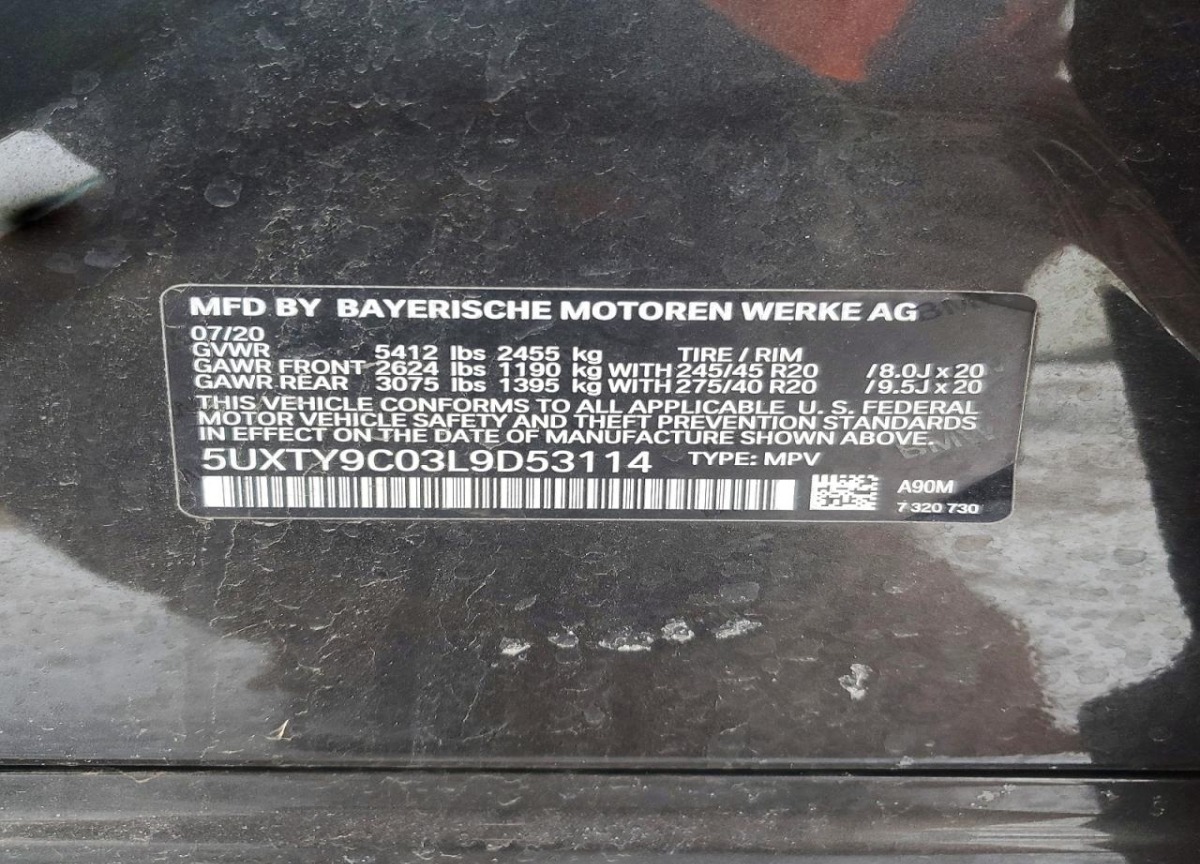 MFD BY BAYERISCHE MOTOREN WERKE AG
07/20
GVWR 5412 lbs 2455 kg TIRE / RIM
GAWR FRONT 2624 lbs 1190 kg WITH 245/45 R20 /8.0J x 20
GAWR REAR 3075 lbs 1395 kg WITH 275/40 R20 /9.5J x 20
THIS VEHICLE CONFORMS TO ALL APPLICABLE U. S. FEDERAL
MOTOR VEHICLE SAFETY AND THEFT PREVENTION STANDARDS
IN EFFECT ON THE DATE OF MANUFACTURE SHOWN ABOVE.
5UXTY9C03L9D53114 TYPE: MPV
A90M
7 320 730